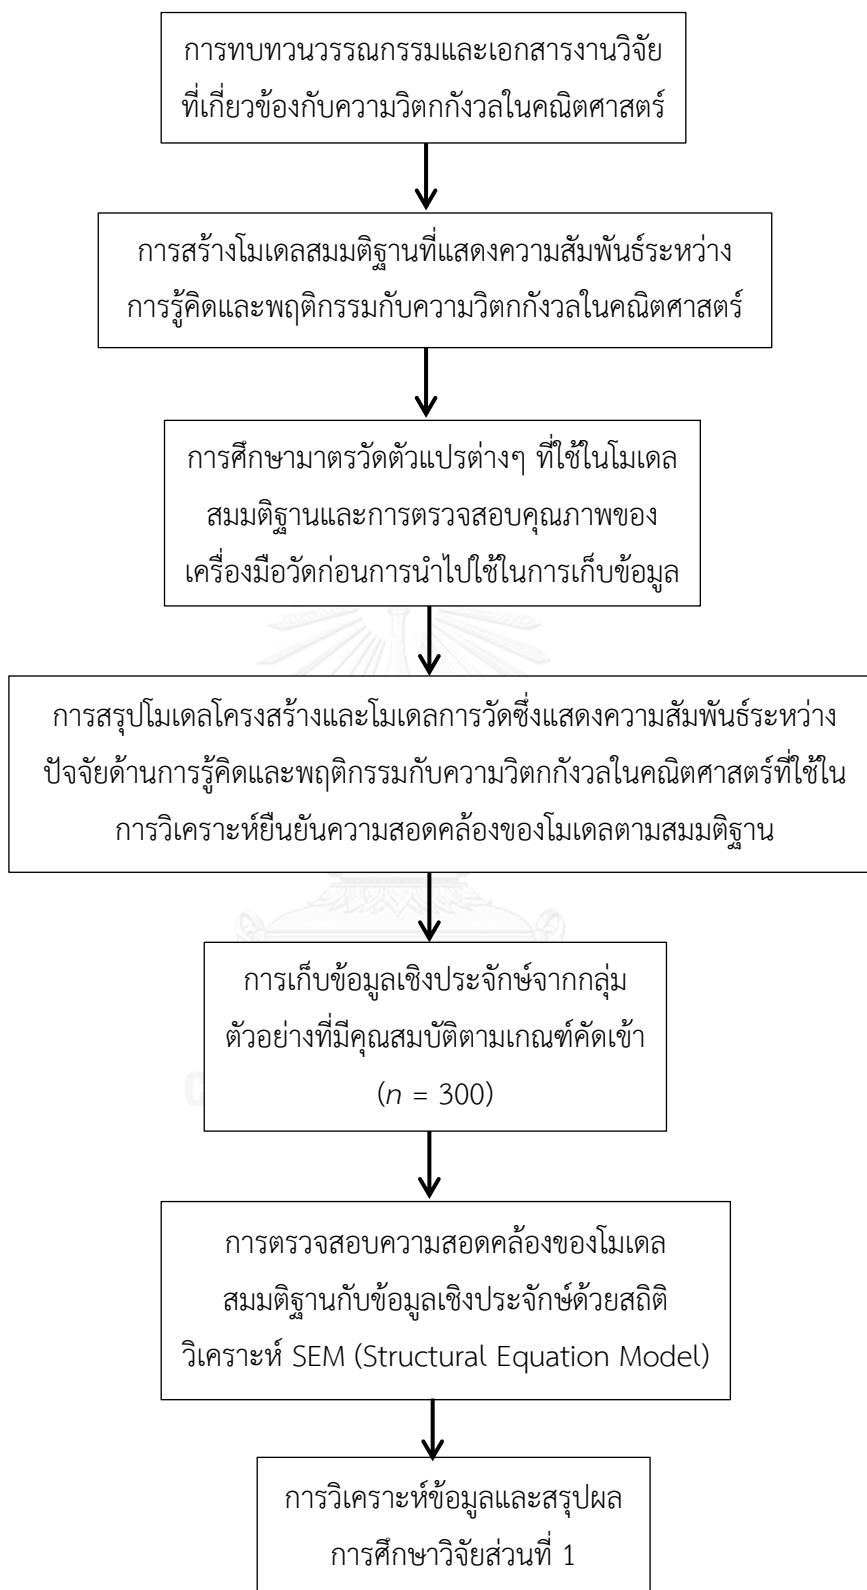 การทบทวนวรรณกรรมและเอกสารงานวิจัย
ที่เกี่ยวข้องกับความวิตกกังวลในคณิตศาสตร์
การสร้างโมเดลสมมติฐานที่แสดงความสัมพันธ์ระหว่าง
การรู้คิดและพฤติกรรมกับความวิตกกังวลในคณิตศาสตร์
การศึกษามาตรวัดตัวแปรต่างๆ ที่ใช้ในโมเดล
สมมติฐานและการตรวจสอบคุณภาพของ
เครื่องมือวัดก่อนการนำไปใช้ในการเก็บข้อมูล
การสรุปโมเดลโครงสร้างและโมเดลการวัดซึ่งแสดงความสัมพันธ์ระหว่าง
ปัจจัยด้านการรู้คิดและพฤติกรรมกับความวิตกกังวลในคณิตศาสตร์ที่ใช้ใน
การวิเคราะห์ยืนยันความสอดคล้องของโมเดลตามสมมติฐาน
การเก็บข้อมูลเชิงประจักษ์จากกลุ่ม
ตัวอย่างที่มีคุณสมบัติตามเกณฑ์คัดเข้า
(n = 300)
การตรวจสอบความสอดคล้องของโมเดล
สมมติฐานกับข้อมูลเชิงประจักษ์ด้วยสถิติ
วิเคราะห์ SEM (Structural Equation Model)
การวิเคราะห์ข้อมูลและสรุปผล
การศึกษาวิจัยส่วนที่ 1